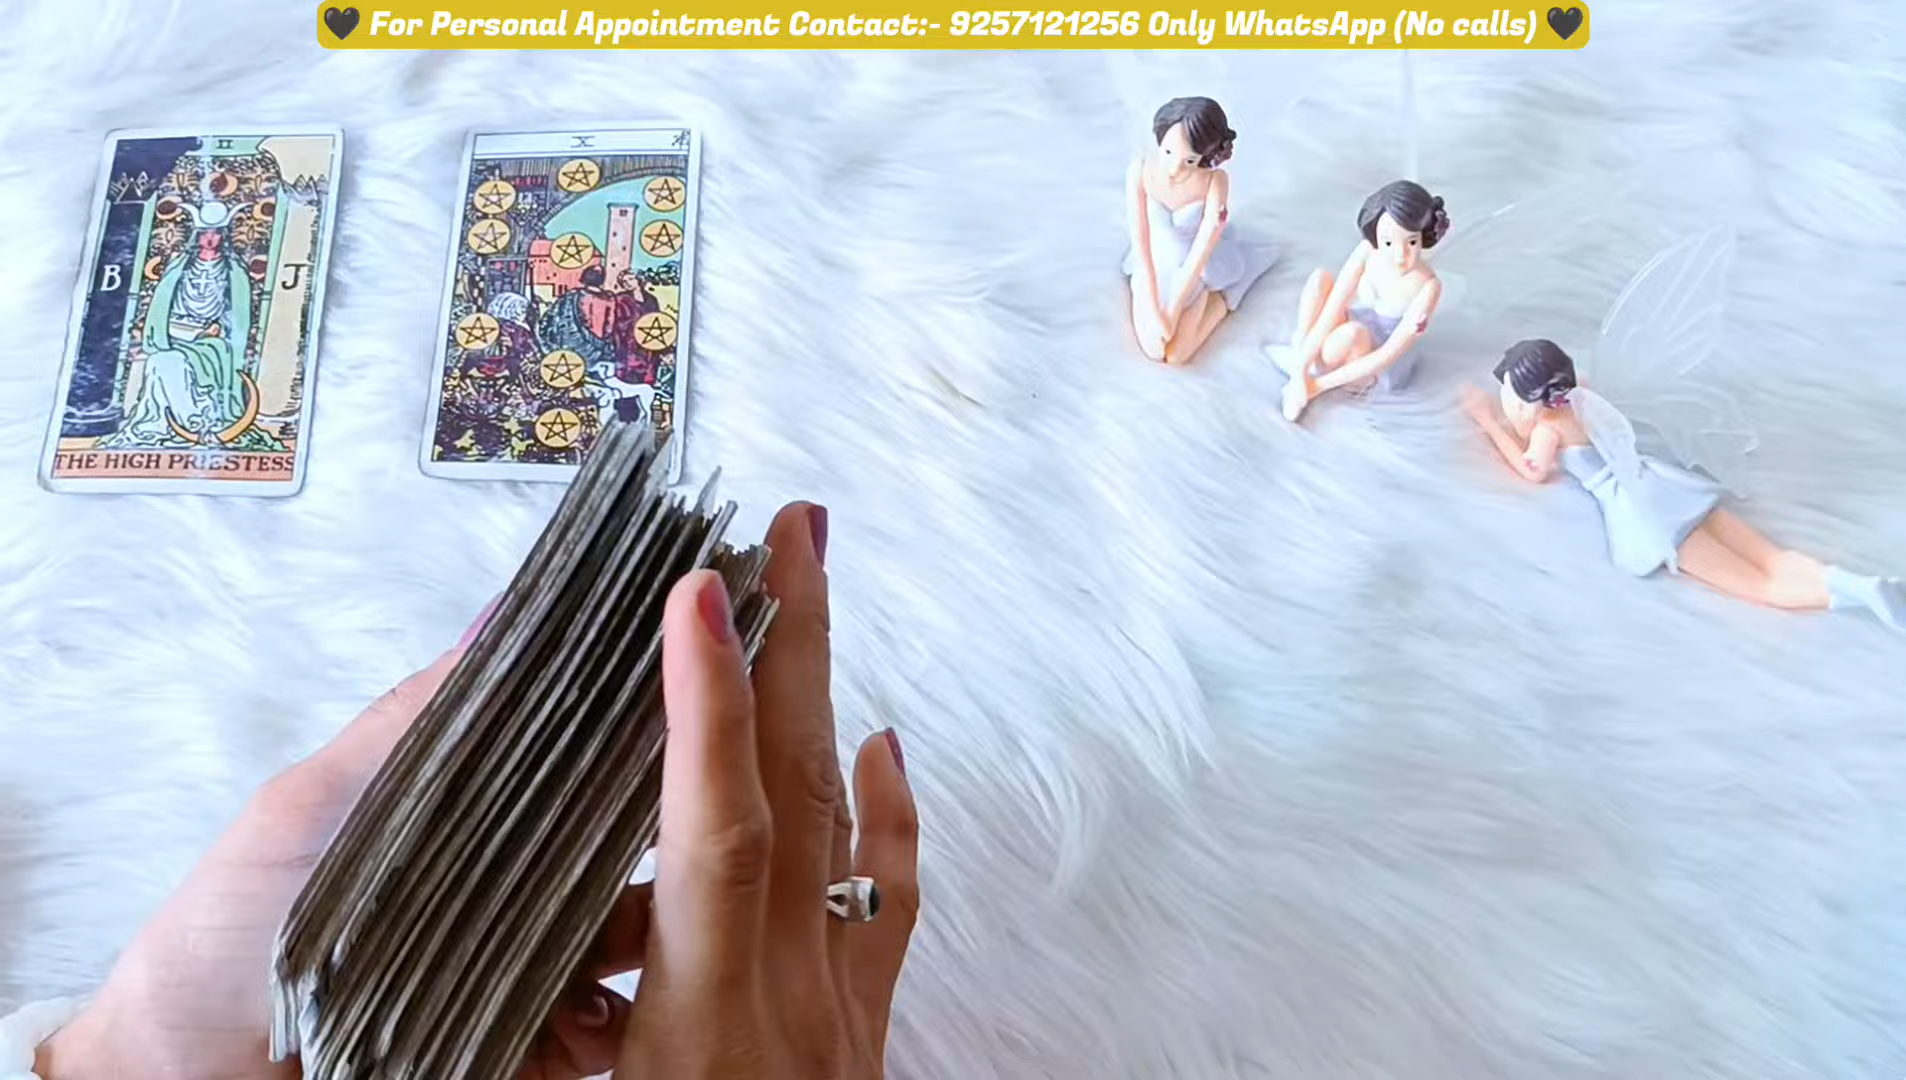 🖤 For Personal Appointment Contact:- 9257121256 Only WhatsApp (No calls) 🖤
II
X
B
J
THE HIGH PRIESTESS